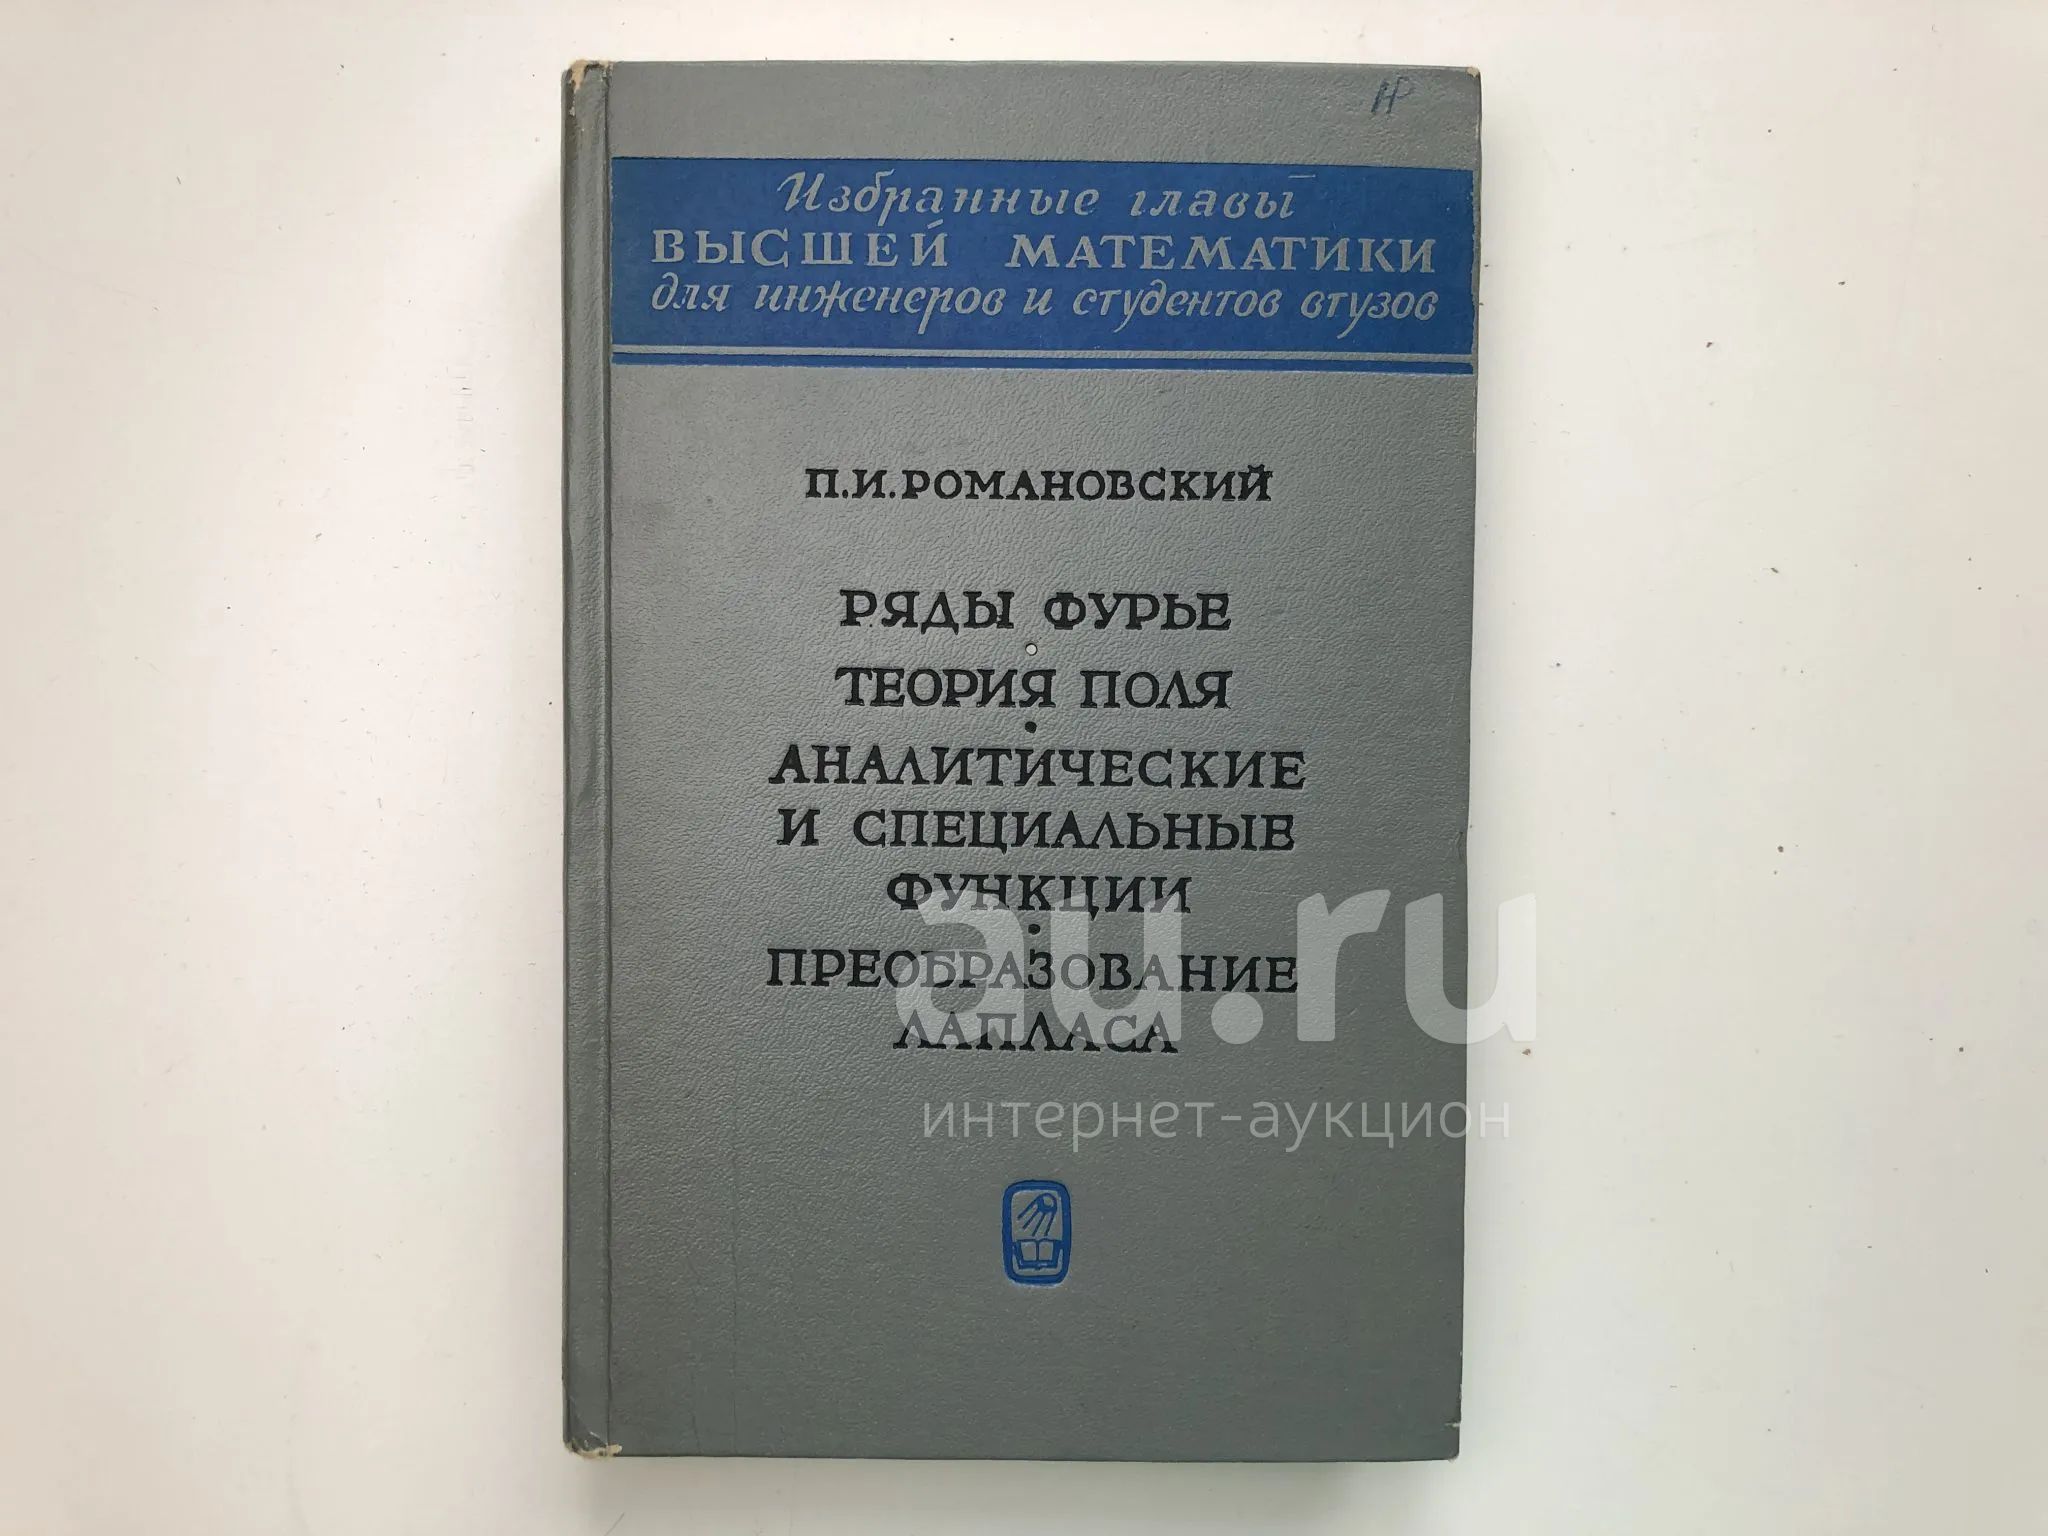 НР
Избранные главы
ВЫСШЕЙ МАТЕМАТИКИ
для инженеров и студентов втузов
П.И.РОМАНОВСКИЙ
РЯДЫ ФУРЬЕ
ТЕОРИЯ ПОЛЯ
АНАЛИТИЧЕСКИЕ
И СПЕЦИАЛЬНЫЕ
ФУНКЦИИ
ПРЕОБРАЗОВАНИЕ
ЛАПЛАСА
au.ru
интернет-аукцион